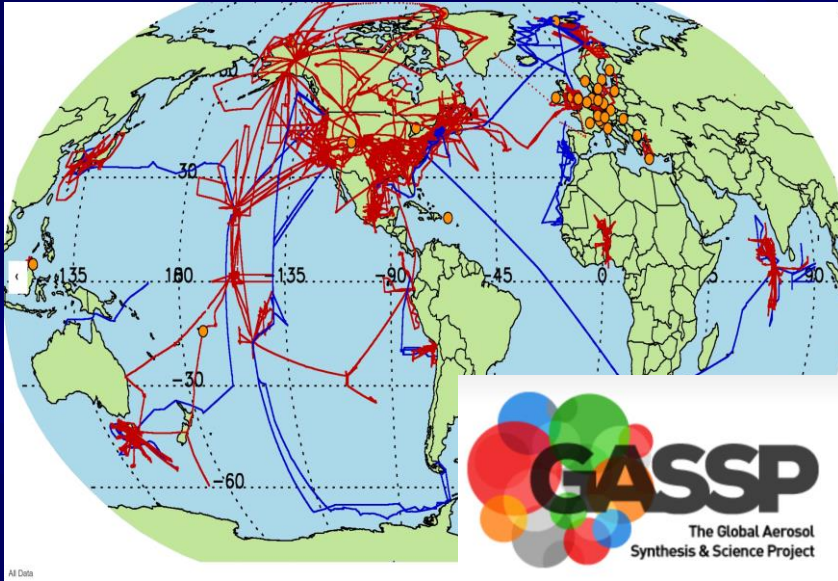 30
135
180
-135
-90
-45
0
90
-30
-60
GASSP
The Global Aerosol
Synthesis & Science Project
All Data